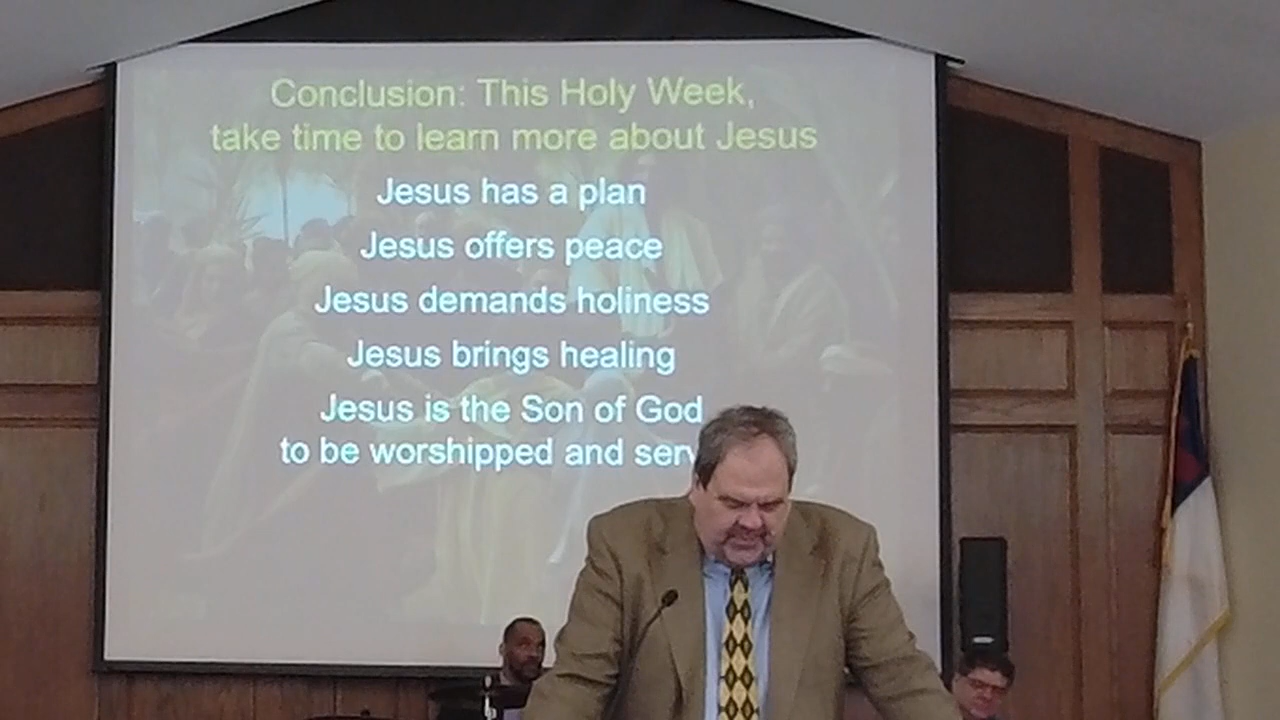 Conclusion: This Holy Week,
take time to learn more about Jesus
Jesus has a plan
Jesus offers peace
Jesus demands holiness
Jesus brings healing
Jesus is the Son of God
to be worshipped and